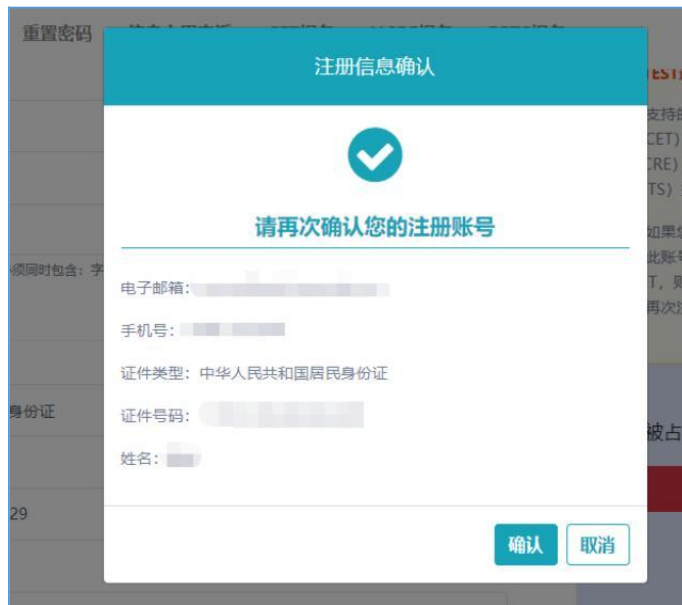 重置密码
注册信息确认
请再次确认您的注册账号
电子邮箱:
手机号:
证件类型: 中华人民共和国居民身份证
证件号码:
姓名:
确认
取消
支持的
CET)
CRE)
TS)
如果您
此账号
T, 则
再次注
须同时包含: 字
身份证
29
被占